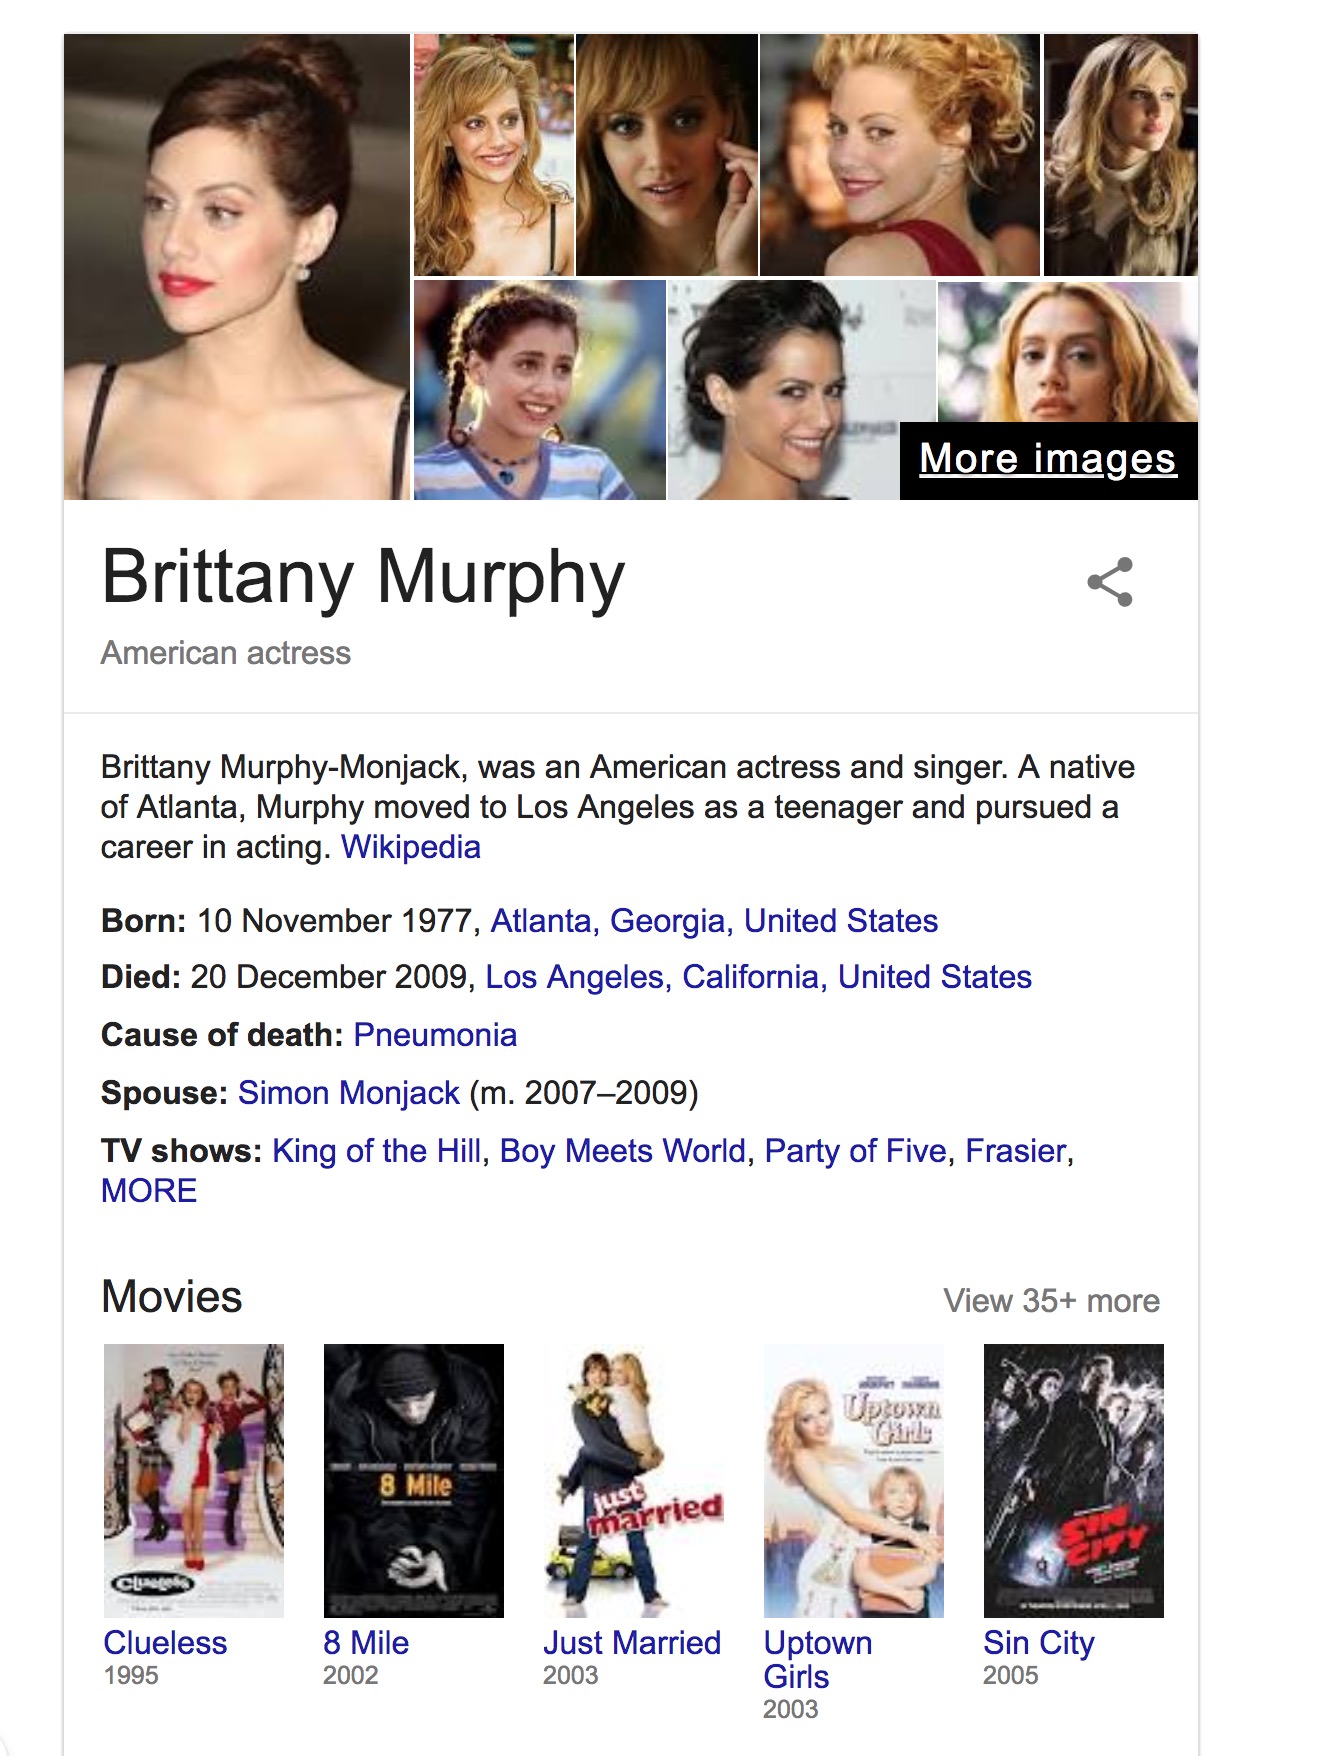 More images
Brittany Murphy
American actress
Brittany Murphy-Monjack, was an American actress and singer. A native
of Atlanta, Murphy moved to Los Angeles as a teenager and pursued a
career in acting. Wikipedia
Born: 10 November 1977, Atlanta, Georgia, United States
Died: 20 December 2009, Los Angeles, California, United States
Cause of death: Pneumonia
Spouse: Simon Monjack (m. 2007–2009)
TV shows: King of the Hill, Boy Meets World, Party of Five, Frasier,
MORE
Movies
View 35+ more
Clueless
8 Mile
just
married
Uptown
Girls
SIN
CITY
Clueless
1995
8 Mile
2002
Just Married
2003
Uptown
Girls
2003
Sin City
2005